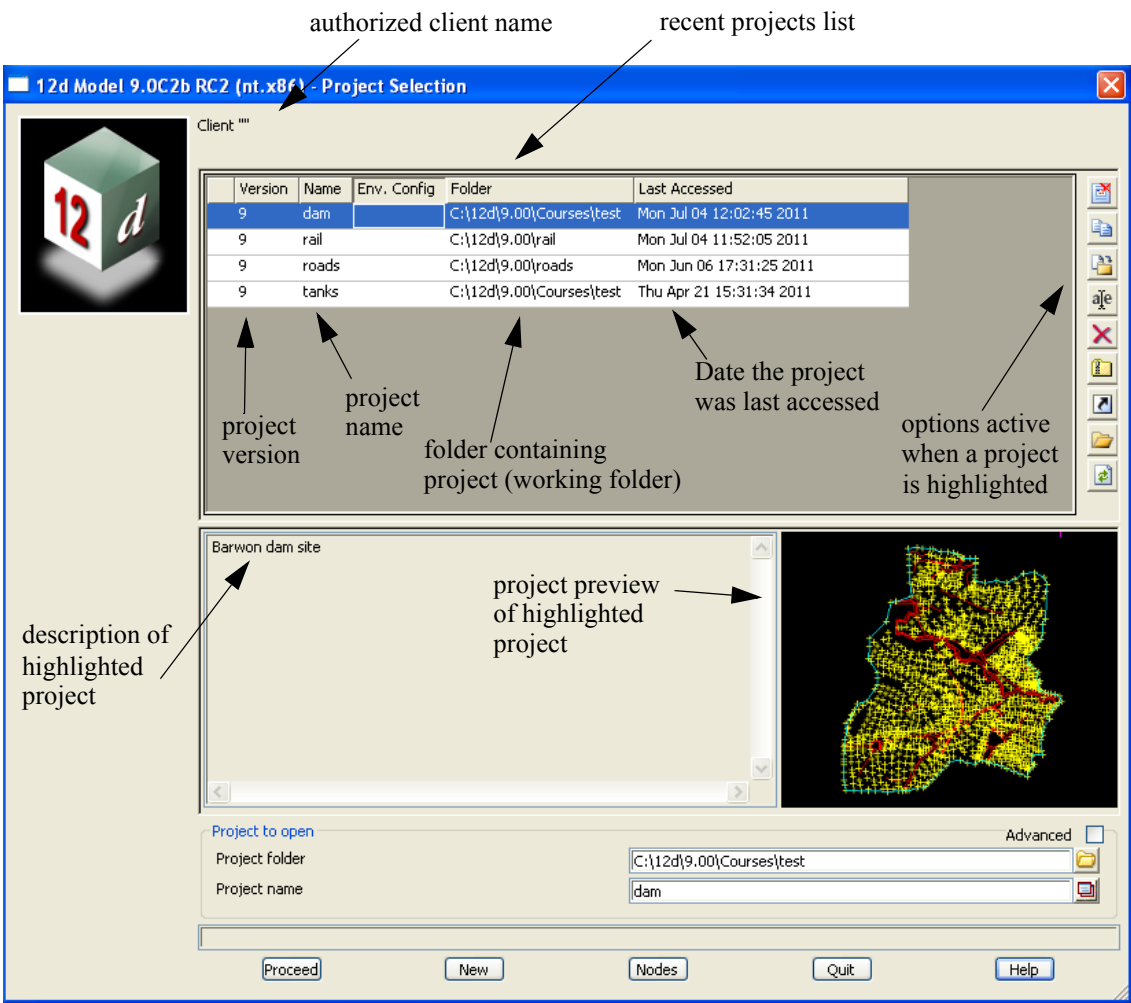 authorized client name
recent projects list
12d Model 9.0C2b RC2 (nt.x86) - Project Selection
Client ""
12 d
Version Name Env. Config Folder Last Accessed
9 dam C:\12d\9.00\Courses\test Mon Jul 04 12:02:45 2011
9 rail C:\12d\9.00\rail Mon Jul 04 11:52:05 2011
9 roads C:\12d\9.00\roads Mon Jun 06 17:31:25 2011
9 tanks C:\12d\9.00\Courses\test Thu Apr 21 15:31:34 2011
project
version
project
name
folder containing
project (working folder)
Date the project
was last accessed
options active
when a project
is highlighted
Barwon dam site
description of
highlighted
project
project preview
of highlighted
project
Project to open
Advanced
Project folder
C:\12d\9.00\Courses\test
Project name
dam
Proceed
New
Nodes
Quit
Help